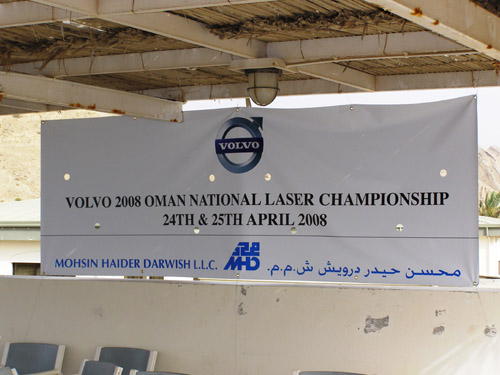 VOLVO
VOLVO 2008 OMAN NATIONAL LASER CHAMPIONSHIP
24TH & 25TH APRIL 2008
MOHSIN HAIDER DARWISH L.L.C. MHD محسن حيدر درويش ش.م.م.